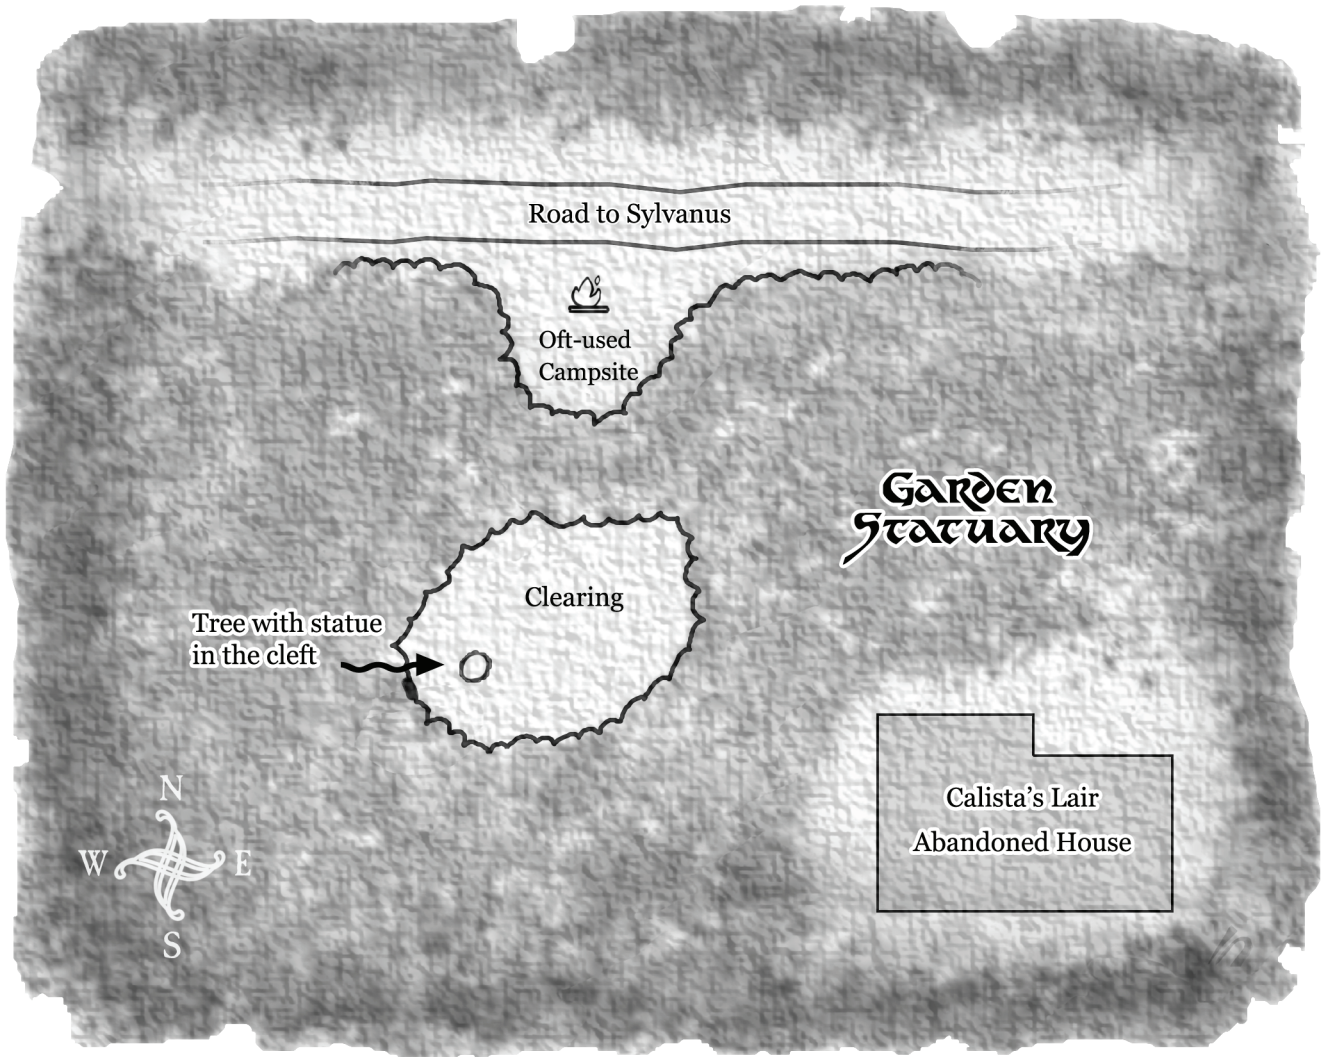 Road to Sylvanus
Oft-used
Campsite
Garden
Statuary
Clearing
Tree with statue
in the cleft
Calista’s Lair
Abandoned House
N
W E
S